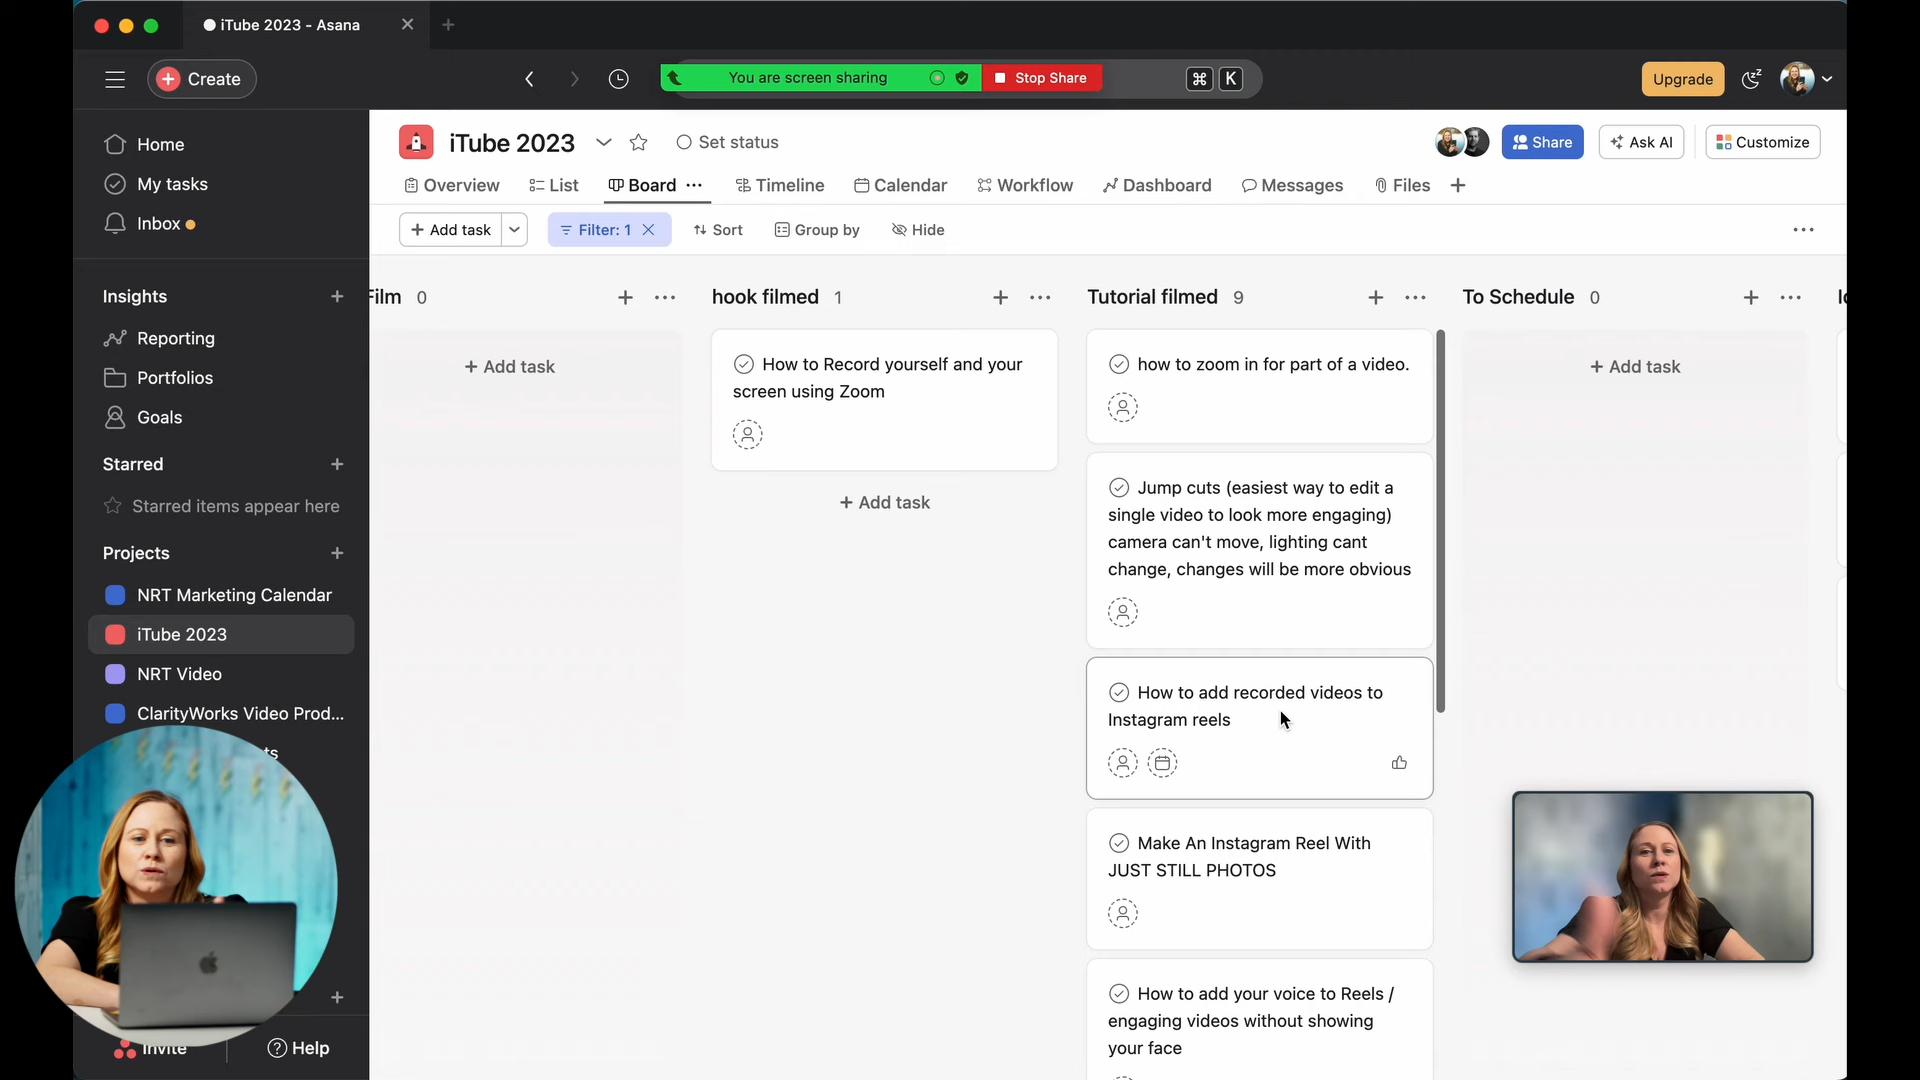 iTube 2023 - Asana
Create
You are screen sharing
Stop Share
⌘ K
Upgrade
Home
My tasks
Inbox
Insights
Reporting
Portfolios
Goals
Starred
Starred items appear here
Projects
NRT Marketing Calendar
iTube 2023
NRT Video
ClarityWorks Video Prod...
Invite
Help
iTube 2023
Set status
Share
Ask AI
Customize
Overview
List
Board
Timeline
Calendar
Workflow
Dashboard
Messages
Files
Add task
Filter: 1
Sort
Group by
Hide
Film 0
+ Add task
hook filmed 1
How to Record yourself and your
screen using Zoom
+ Add task
Tutorial filmed 9
how to zoom in for part of a video.
Jump cuts (easiest way to edit a
single video to look more engaging)
camera can't move, lighting cant
change, changes will be more obvious
How to add recorded videos to
Instagram reels
Make An Instagram Reel With
JUST STILL PHOTOS
How to add your voice to Reels /
engaging videos without showing
your face
To Schedule 0
+ Add task